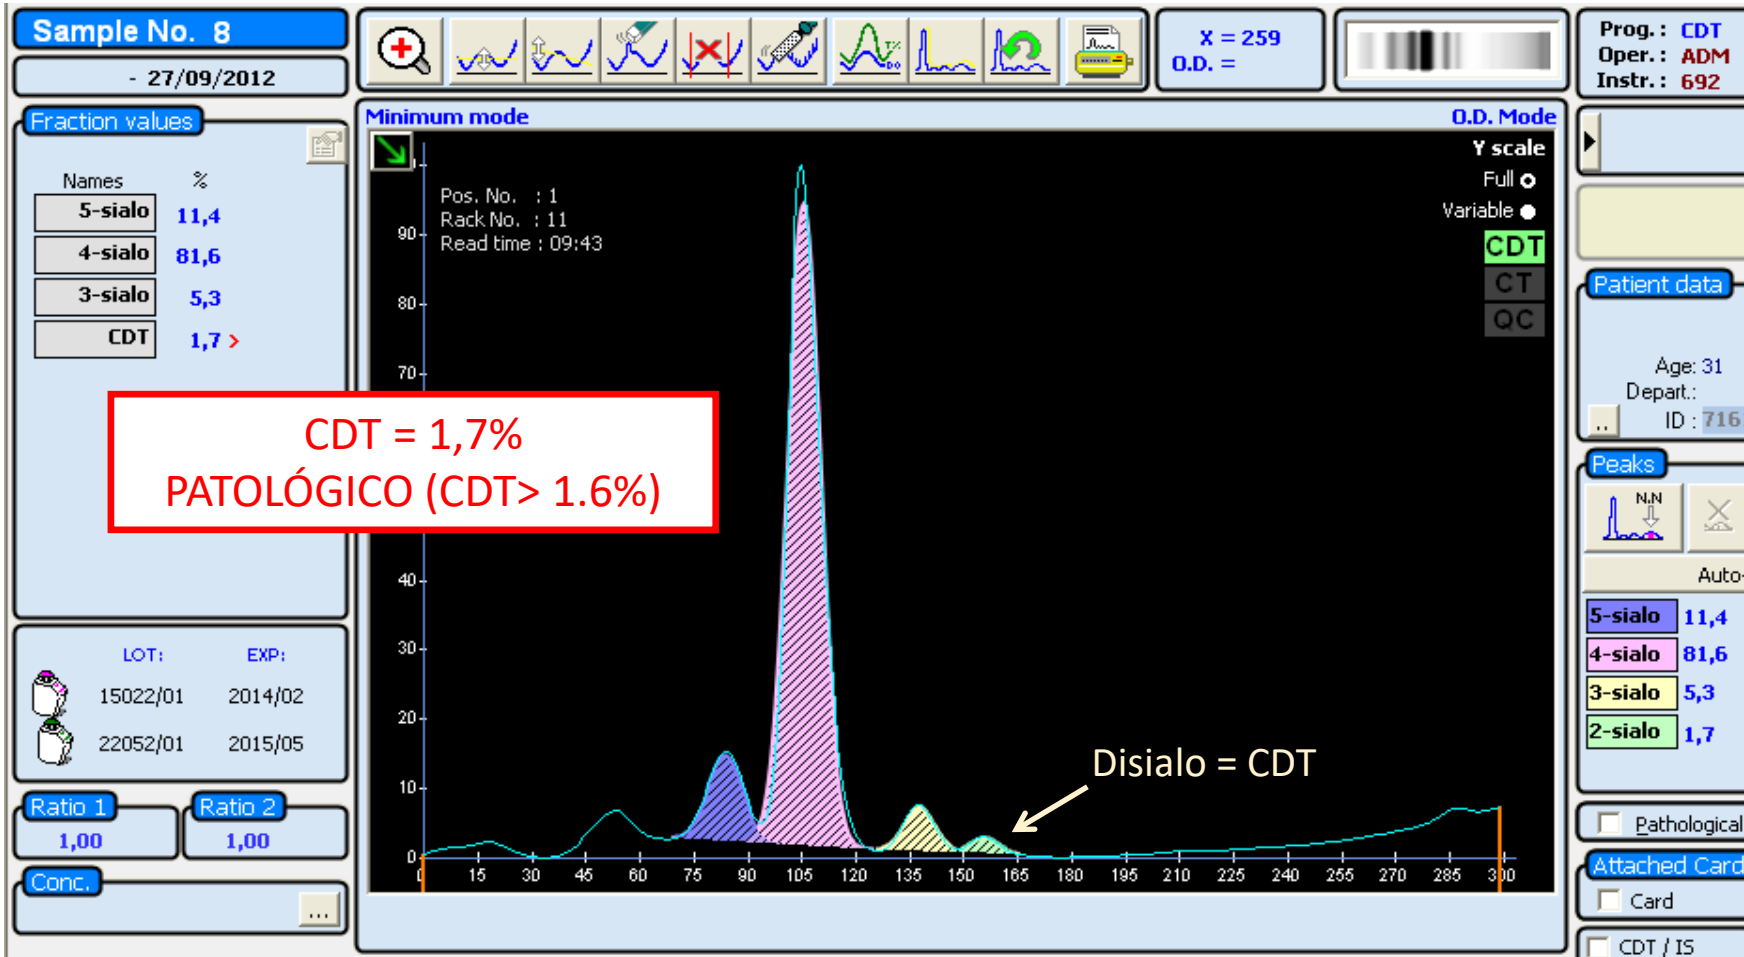 Sample No. 8
- 27/09/2012
X = 259
O.D. =
Prog.: CDT
Oper.: ADM
Instr.: 692
Fraction values
Names %
5-sialo 11,4
4-sialo 81,6
3-sialo 5,3
CDT 1,7 >
CDT = 1,7%
PATOLÓGICO (CDT> 1.6%)
LOT: EXP:
15022/01 2014/02
22052/01 2015/05
Ratio 1
1,00
Ratio 2
1,00
Conc.
...
Minimum mode
O.D. Mode
Pos. No. : 1
Rack No. : 11
Read time : 09:43
Y scale
Full
Variable
CDT
CT
QC
90
80
70
40
30
20
10
0
Disialo = CDT
15 30 45 60 75 90 105 120 135 150 165 180 195 210 225 240 255 270 285 300
Patient data
Age: 31
Depart.:
.. ID : 716
Peaks
N.N
Auto-
5-sialo 11,4
4-sialo 81,6
3-sialo 5,3
2-sialo 1,7
Pathological
Attached Card
Card
CDT / IS